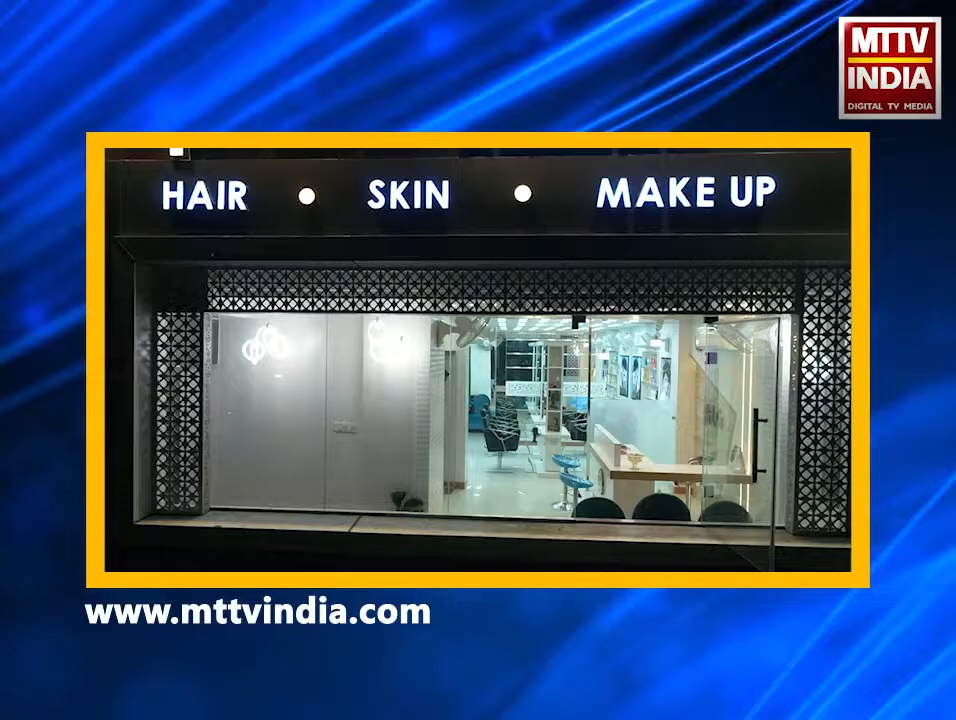 MTTV
INDIA
DIGITAL TV MEDIA
HAIR • SKIN • MAKE UP
www.mttvindia.com